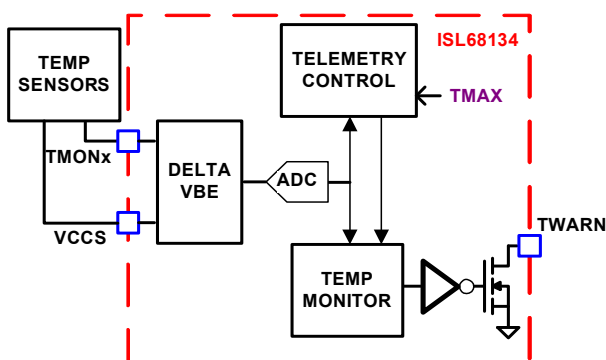 ISL68134
TEMP
SENSORS
TELEMETRY
CONTROL
TMAX
TMONx
DELTA
VBE
ADC
VCCS
TWARN
TEMP
MONITOR